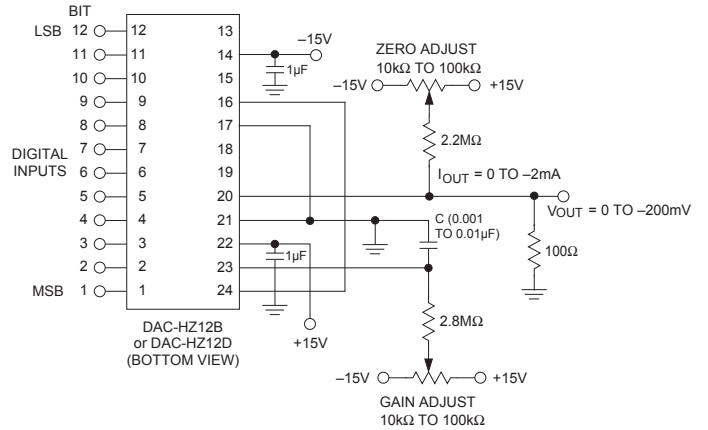 BIT
LSB 12 12 13
11 11 14 –15V
1µF
10 10 15
9 9 16
8 8 17
DIGITAL INPUTS
7 7 18
6 6 19
5 5 20
4 4 21
3 3 22
1µF
2 2 23
MSB 1 1 24
+15V
DAC-HZ12B
or DAC-HZ12D
(BOTTOM VIEW)
ZERO ADJUST
10kΩ TO 100kΩ
–15V +15V
2.2MΩ
IOUT = 0 TO –2mA
VOUT = 0 TO –200mV
C (0.001
TO 0.01µF)
100Ω
2.8MΩ
–15V +15V
GAIN ADJUST
10kΩ TO 100kΩ